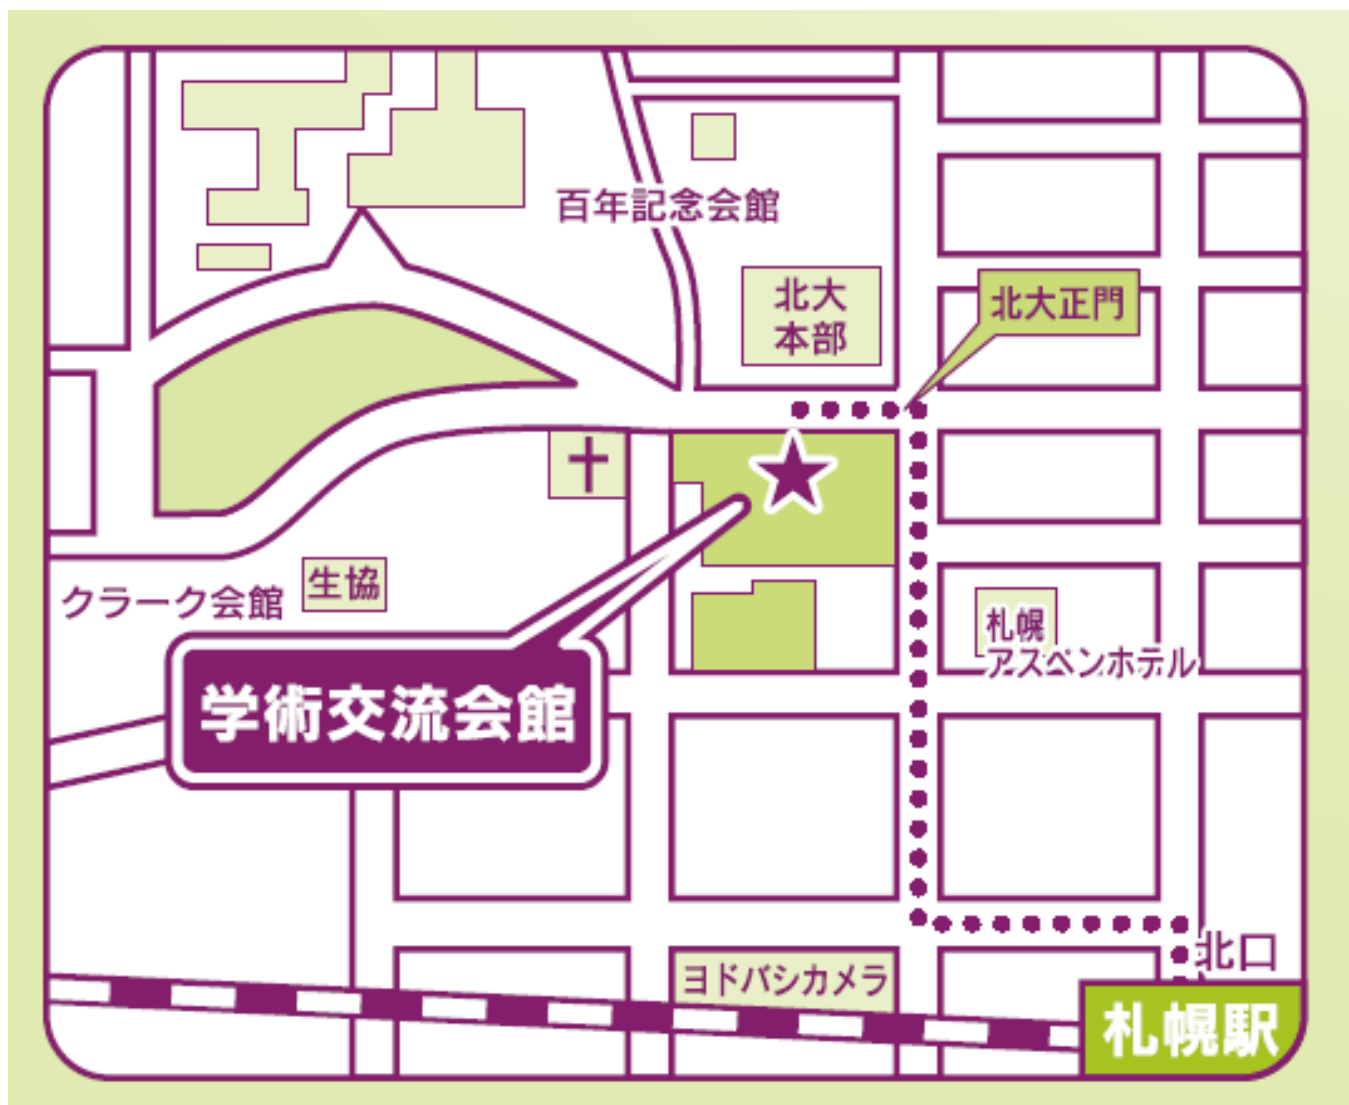 百年記念会館
北大
本部
北大正門
生協
クラーク会館
札幌
アスペンホテル
学術交流会館
北口
ヨドバシカメラ
札幌駅